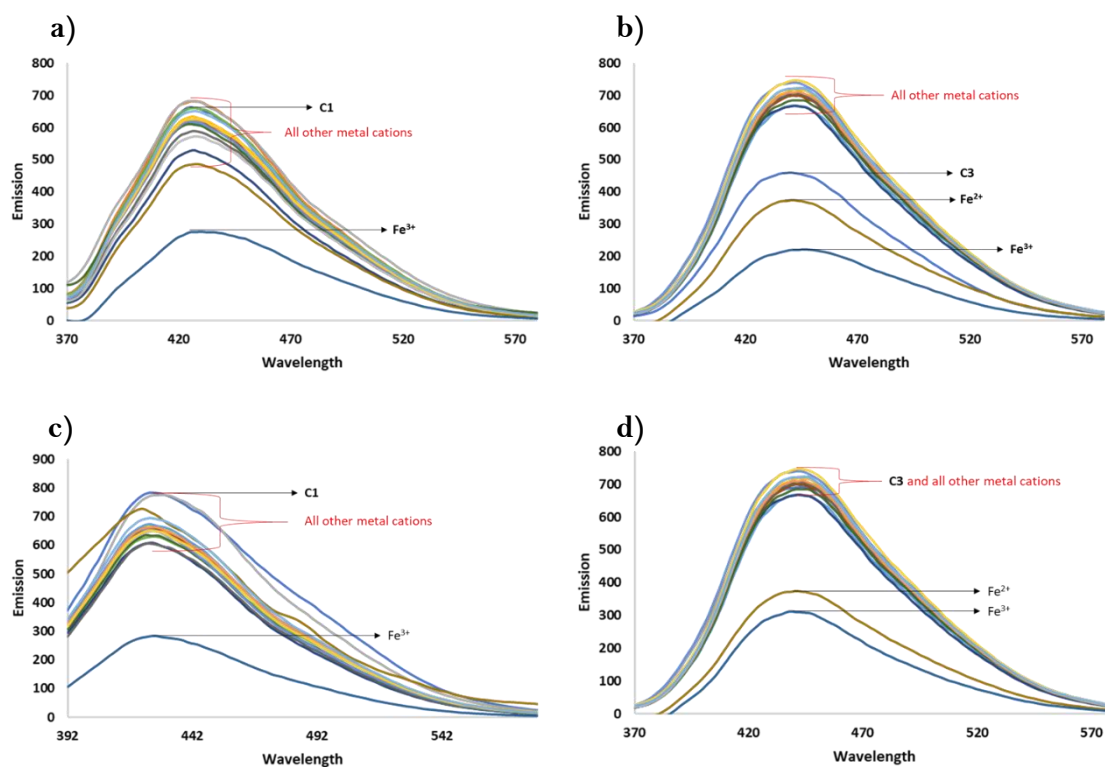 a)
800
700
600
500
400
300
200
100
0
Emission
370
420
470
520
570
Wavelength
C1
All other metal cations
Fe³⁺
b)
800
700
600
500
400
300
200
100
0
Emission
370
420
470
520
570
Wavelength
All other metal cations
C3
Fe²⁺
Fe³⁺
c)
900
800
700
600
500
400
300
200
100
0
Emission
392
442
492
542
Wavelength
C1
All other metal cations
Fe³⁺
d)
800
700
600
500
400
300
200
100
0
Emission
370
420
470
520
570
Wavelength
C3 and all other metal cations
Fe²⁺
Fe³⁺